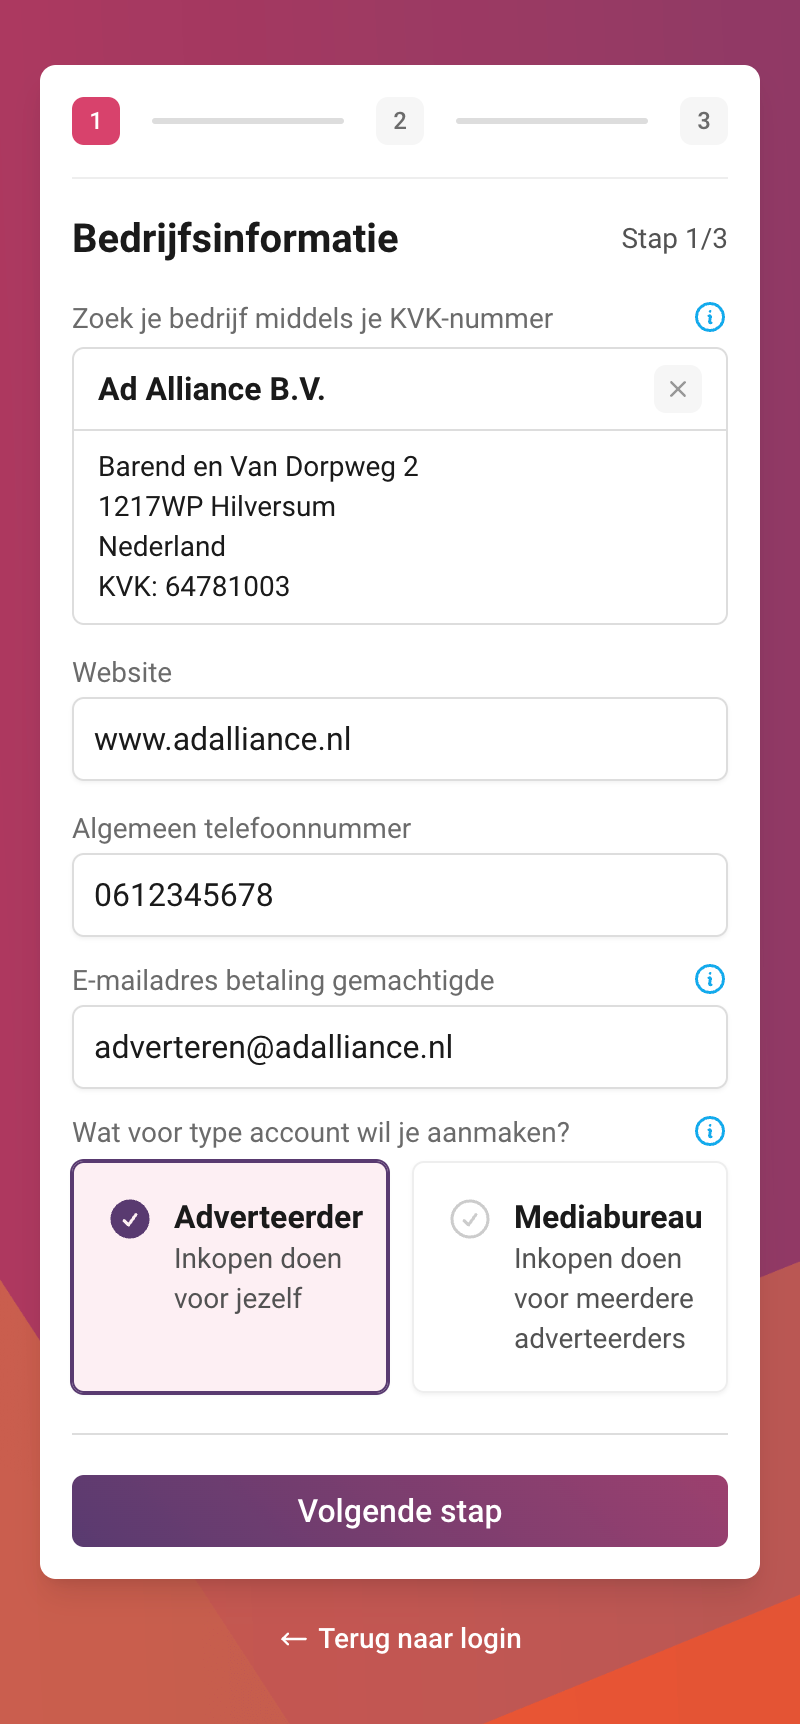 1
2
3
Bedrijfsinformatie
Stap 1/3
Zoek je bedrijf middels je KVK-nummer
Ad Alliance B.V.
Barend en Van Dorpweg 2
1217WP Hilversum
Nederland
KVK: 64781003
Website
www.adalliance.nl
Algemeen telefoonnummer
0612345678
E-mailadres betaling gemachtigde
adverteren@adalliance.nl
Wat voor type account wil je aanmaken?
Adverteerder
Inkopen doen
voor jezelf
Mediabureau
Inkopen doen
voor meerdere
adverteerders
Volgende stap
← Terug naar login